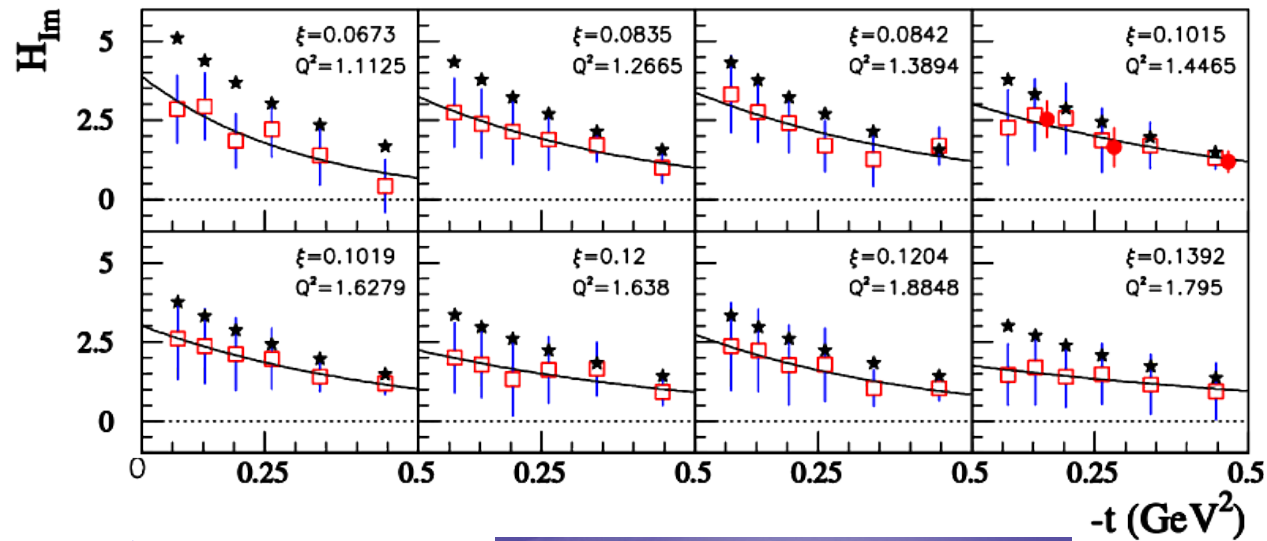 H_Im
5
2.5
0
ξ=0.0673
Q²=1.1125
ξ=0.0835
Q²=1.2665
ξ=0.0842
Q²=1.3894
ξ=0.1015
Q²=1.4465
5
2.5
0
ξ=0.1019
Q²=1.6279
ξ=0.12
Q²=1.638
ξ=0.1204
Q²=1.8848
ξ=0.1392
Q²=1.795
0 0.25 0.5 0.25 0.5 0.25 0.5 0.25 0.5
-t (GeV²)